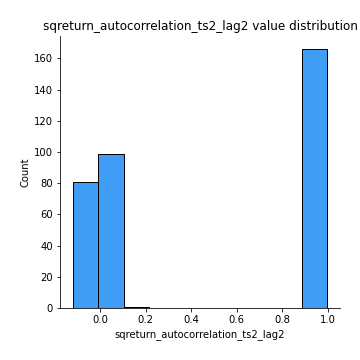 sqreturn_autocorrelation_ts2_lag2 value distribution
160
140
120
100
80
60
40
20
0
Count
0.0 0.2 0.4 0.6 0.8 1.0
sqreturn_autocorrelation_ts2_lag2